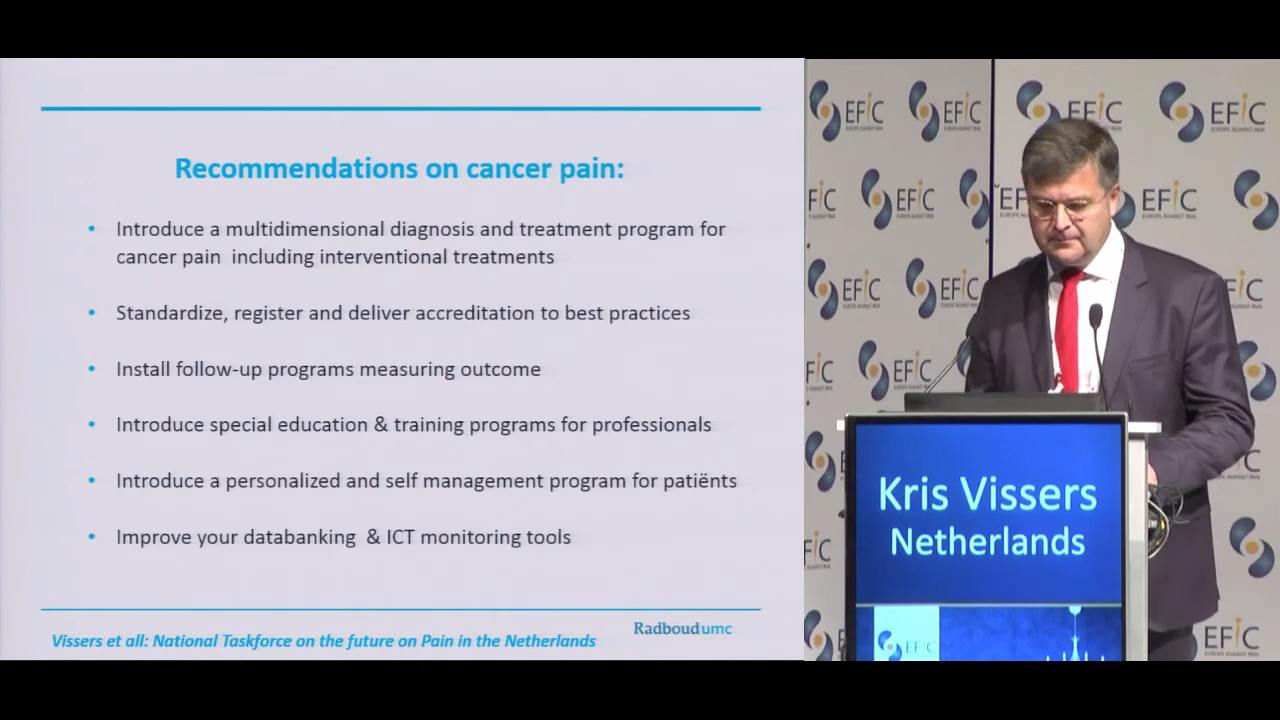 Recommendations on cancer pain:
• Introduce a multidimensional diagnosis and treatment program for
cancer pain including interventional treatments
• Standardize, register and deliver accreditation to best practices
• Install follow-up programs measuring outcome
• Introduce special education & training programs for professionals
• Introduce a personalized and self management program for patiënts
• Improve your databanking & ICT monitoring tools
Vissers et all: National Taskforce on the future on Pain in the Netherlands
Radboudumc
EFiC
EUROPE AGAINST PAIN
Kris Vissers
Netherlands
EFiC